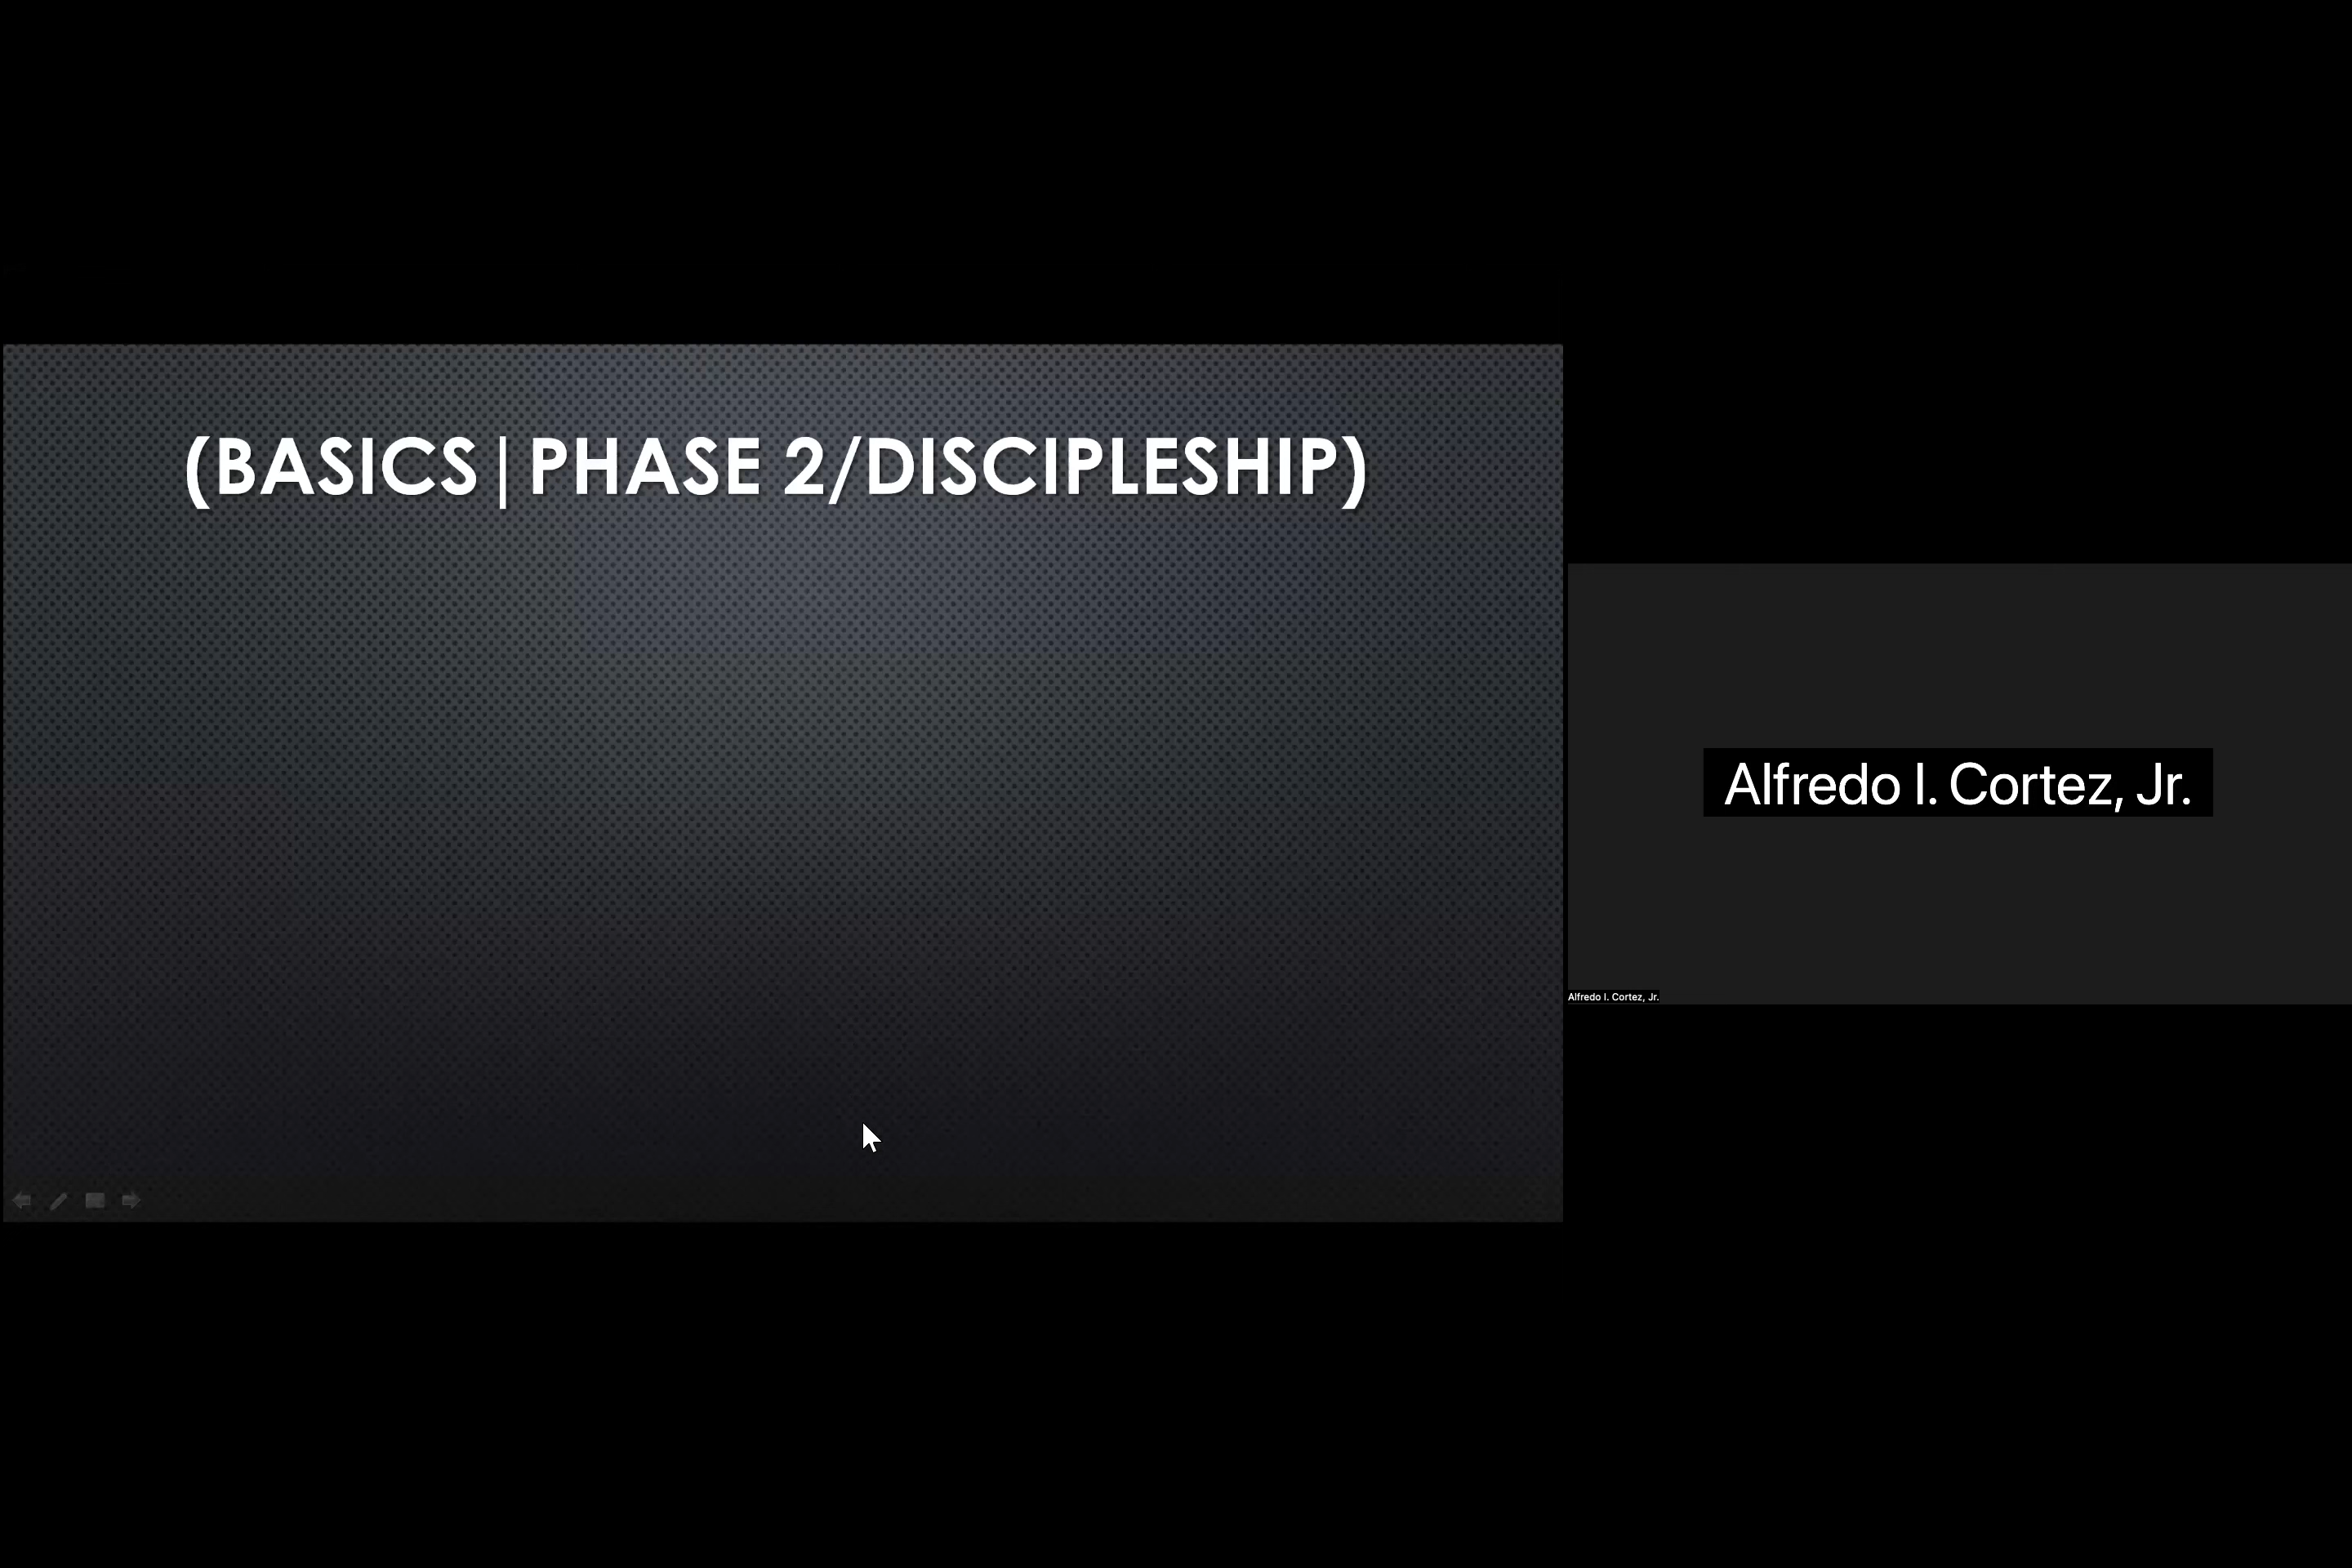 (BASICS|PHASE 2/DISCIPLESHIP)
Alfredo I. Cortez, Jr.
Alfredo I. Cortez, Jr.